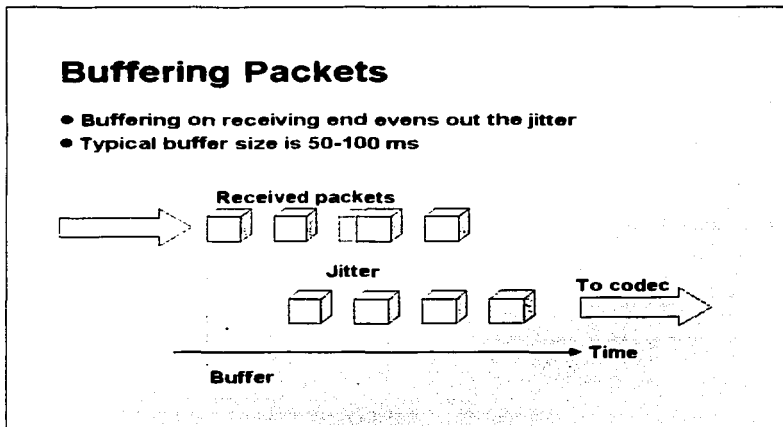 Buffering Packets
● Buffering on receiving end evens out the jitter
● Typical buffer size is 50-100 ms
Received packets
Jitter
To codec
Time
Buffer